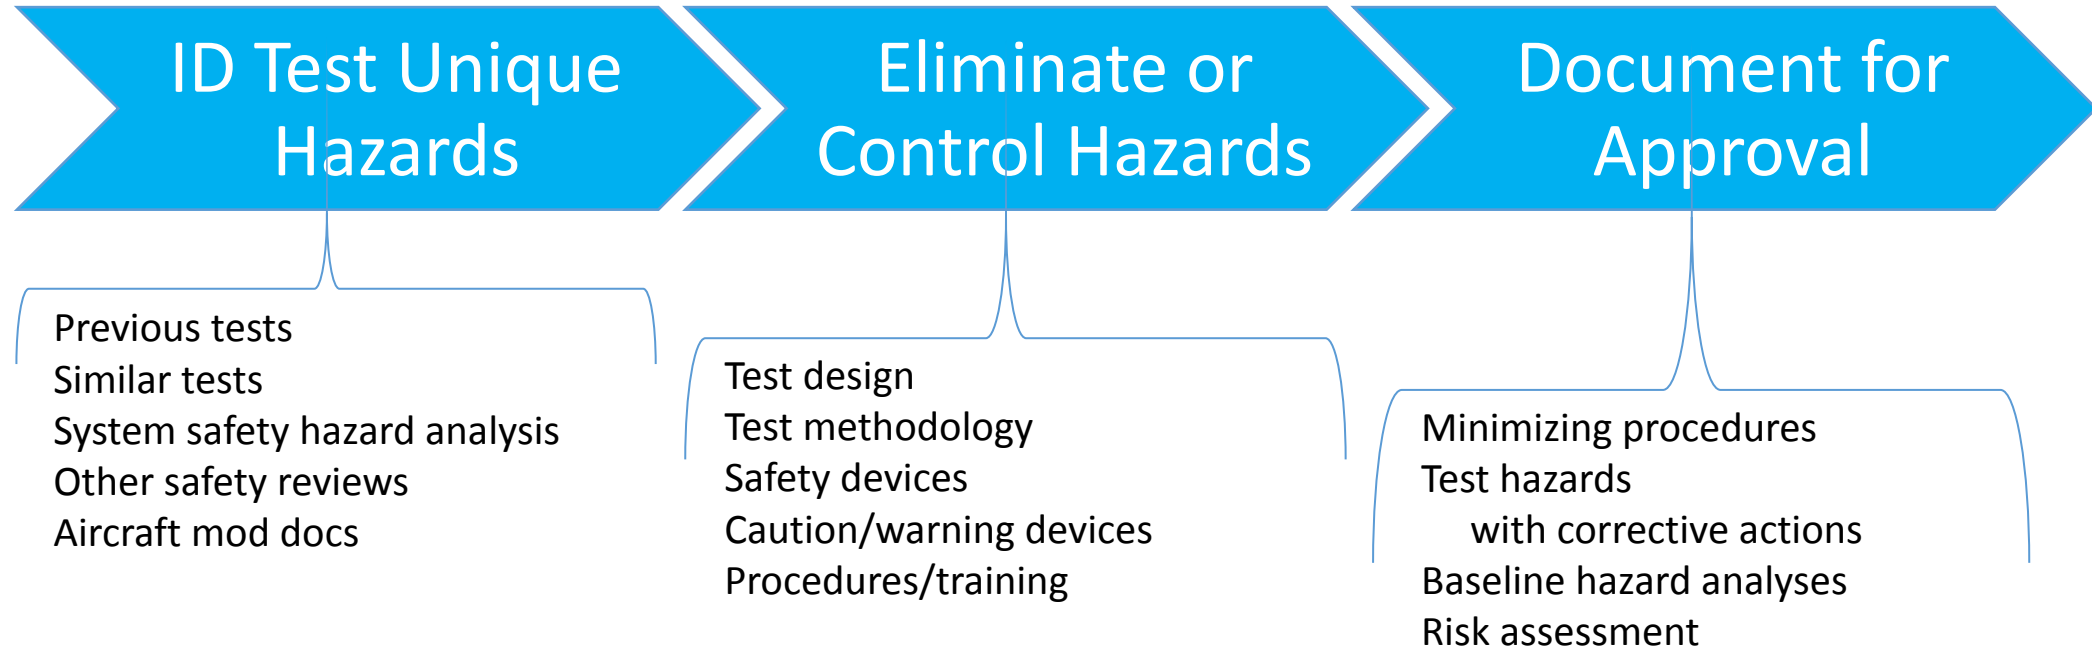 ID Test Unique
Hazards
Previous tests
Similar tests
System safety hazard analysis
Other safety reviews
Aircraft mod docs
Eliminate or
Control Hazards
Test design
Test methodology
Safety devices
Caution/warning devices
Procedures/training
Document for
Approval
Minimizing procedures
Test hazards
with corrective actions
Baseline hazard analyses
Risk assessment